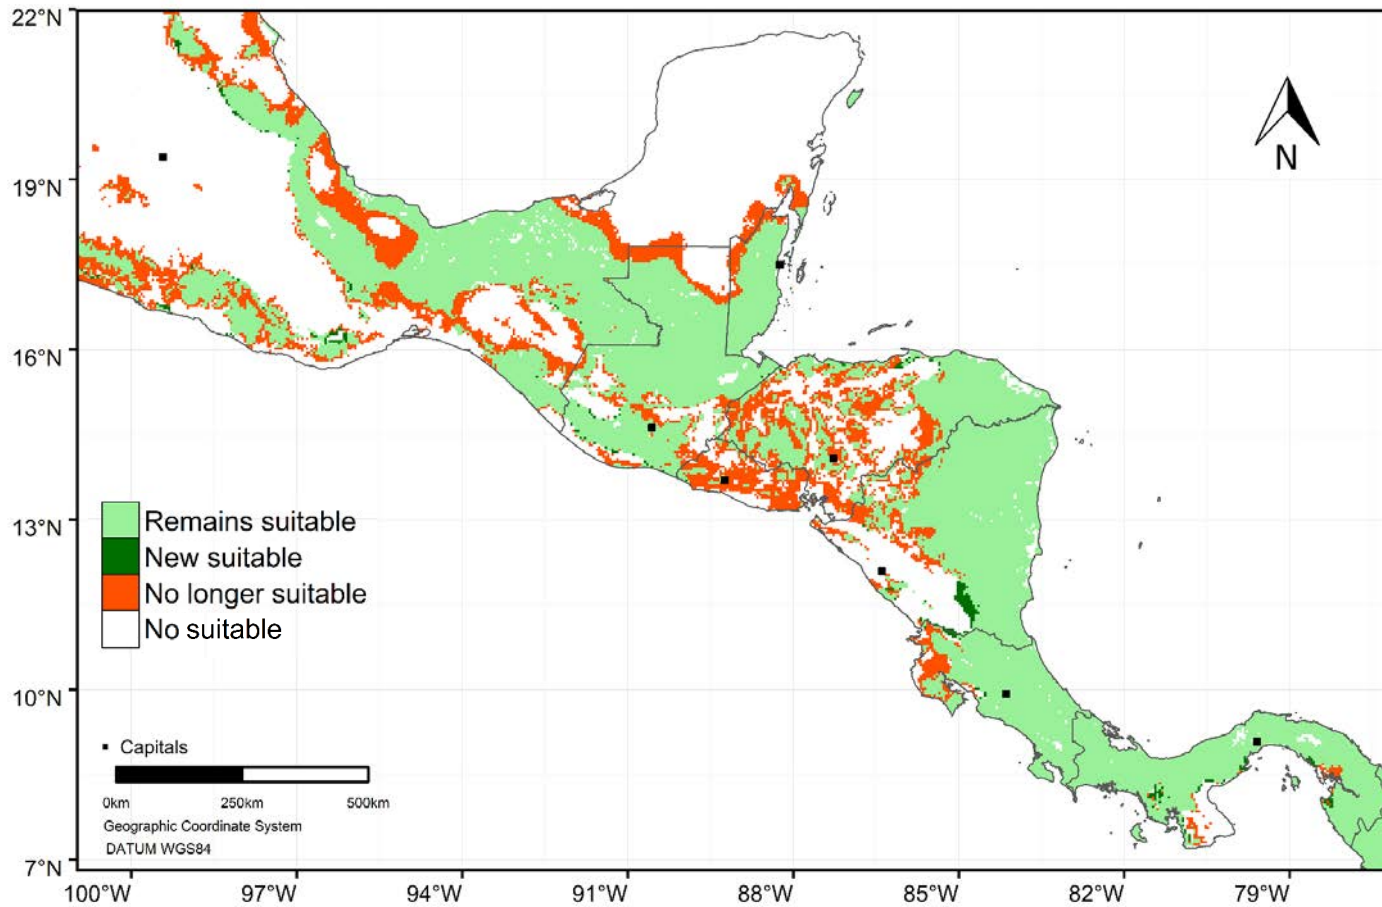 22°N
19°N
16°N
13°N
10°N
7°N
N
Remains suitable
New suitable
No longer suitable
No suitable
Capitals
0km 250km 500km
Geographic Coordinate System
DATUM WGS84
100°W 97°W 94°W 91°W 88°W 85°W 82°W 79°W